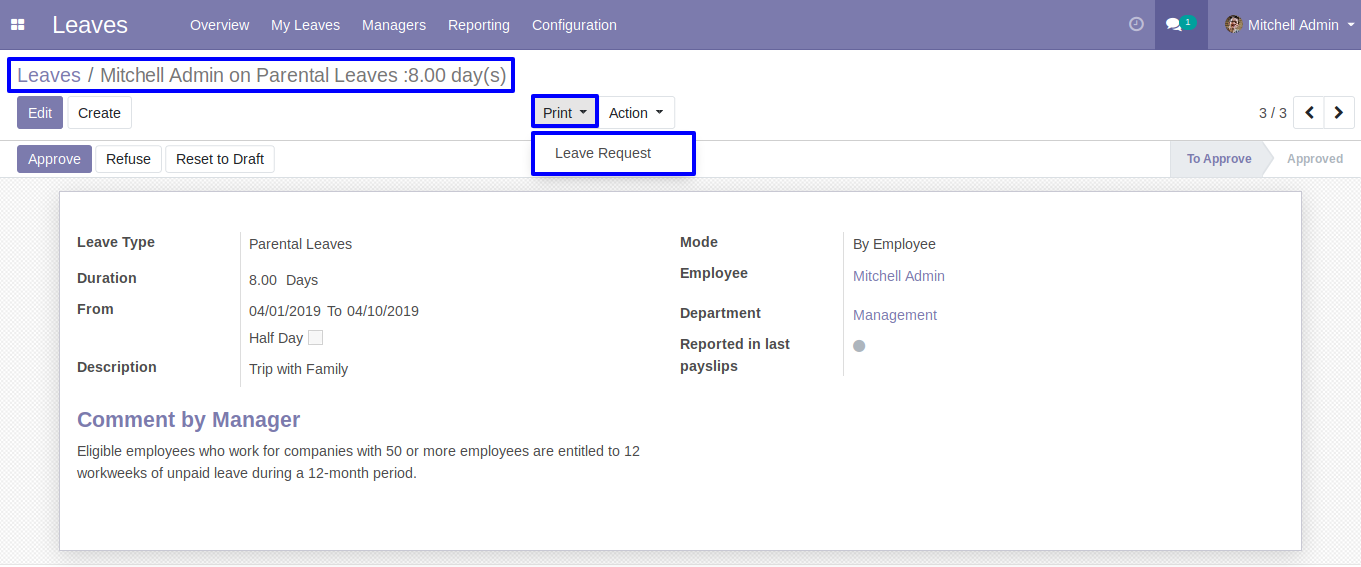 Leaves Overview My Leaves Managers Reporting Configuration 1 Mitchell Admin
Leaves / Mitchell Admin on Parental Leaves :8.00 day(s)
Edit Create Print Action 3 / 3
Leave Request
Approve Refuse Reset to Draft To Approve Approved
Leave Type Parental Leaves Mode By Employee
Duration 8.00 Days Employee Mitchell Admin
From 04/01/2019 To 04/10/2019 Department Management
Half Day Reported in last payslips
Description Trip with Family
Comment by Manager
Eligible employees who work for companies with 50 or more employees are entitled to 12
workweeks of unpaid leave during a 12-month period.